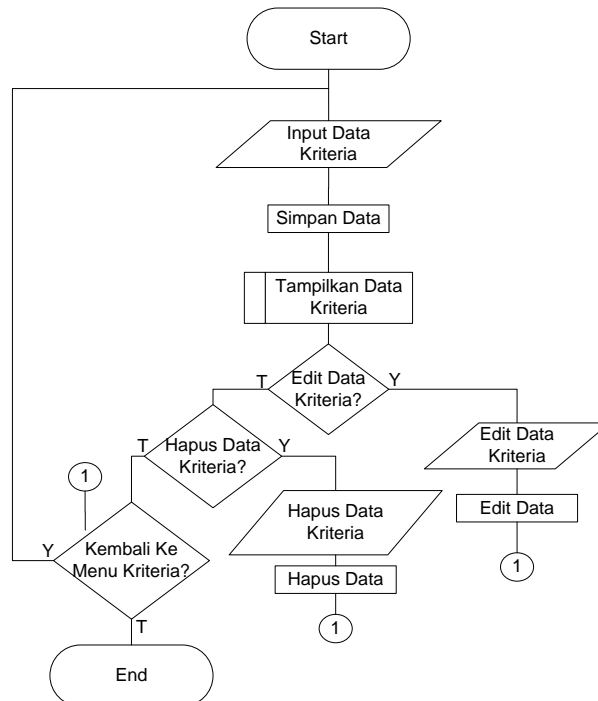 Start
Input Data
Kriteria
Simpan Data
Tampilkan Data
Kriteria
T
Edit Data
Kriteria?
Y
T
Hapus Data
Kriteria?
Y
Edit Data
Kriteria
Edit Data
1
1
Hapus Data
Kriteria
Hapus Data
1
Y
Kembali Ke
Menu Kriteria?
T
End